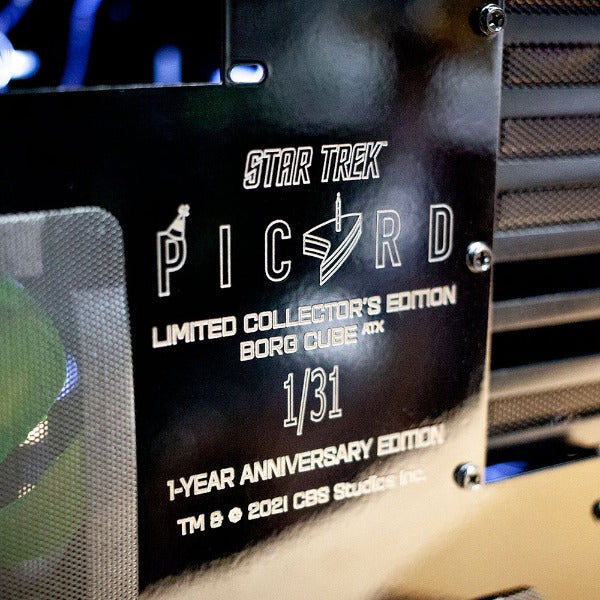 STAR TREK™
PICARD
LIMITED COLLECTOR'S EDITION
BORG CUBE ATX
1/31
1-YEAR ANNIVERSARY EDITION
TM & © 2021 CBS Studios Inc.